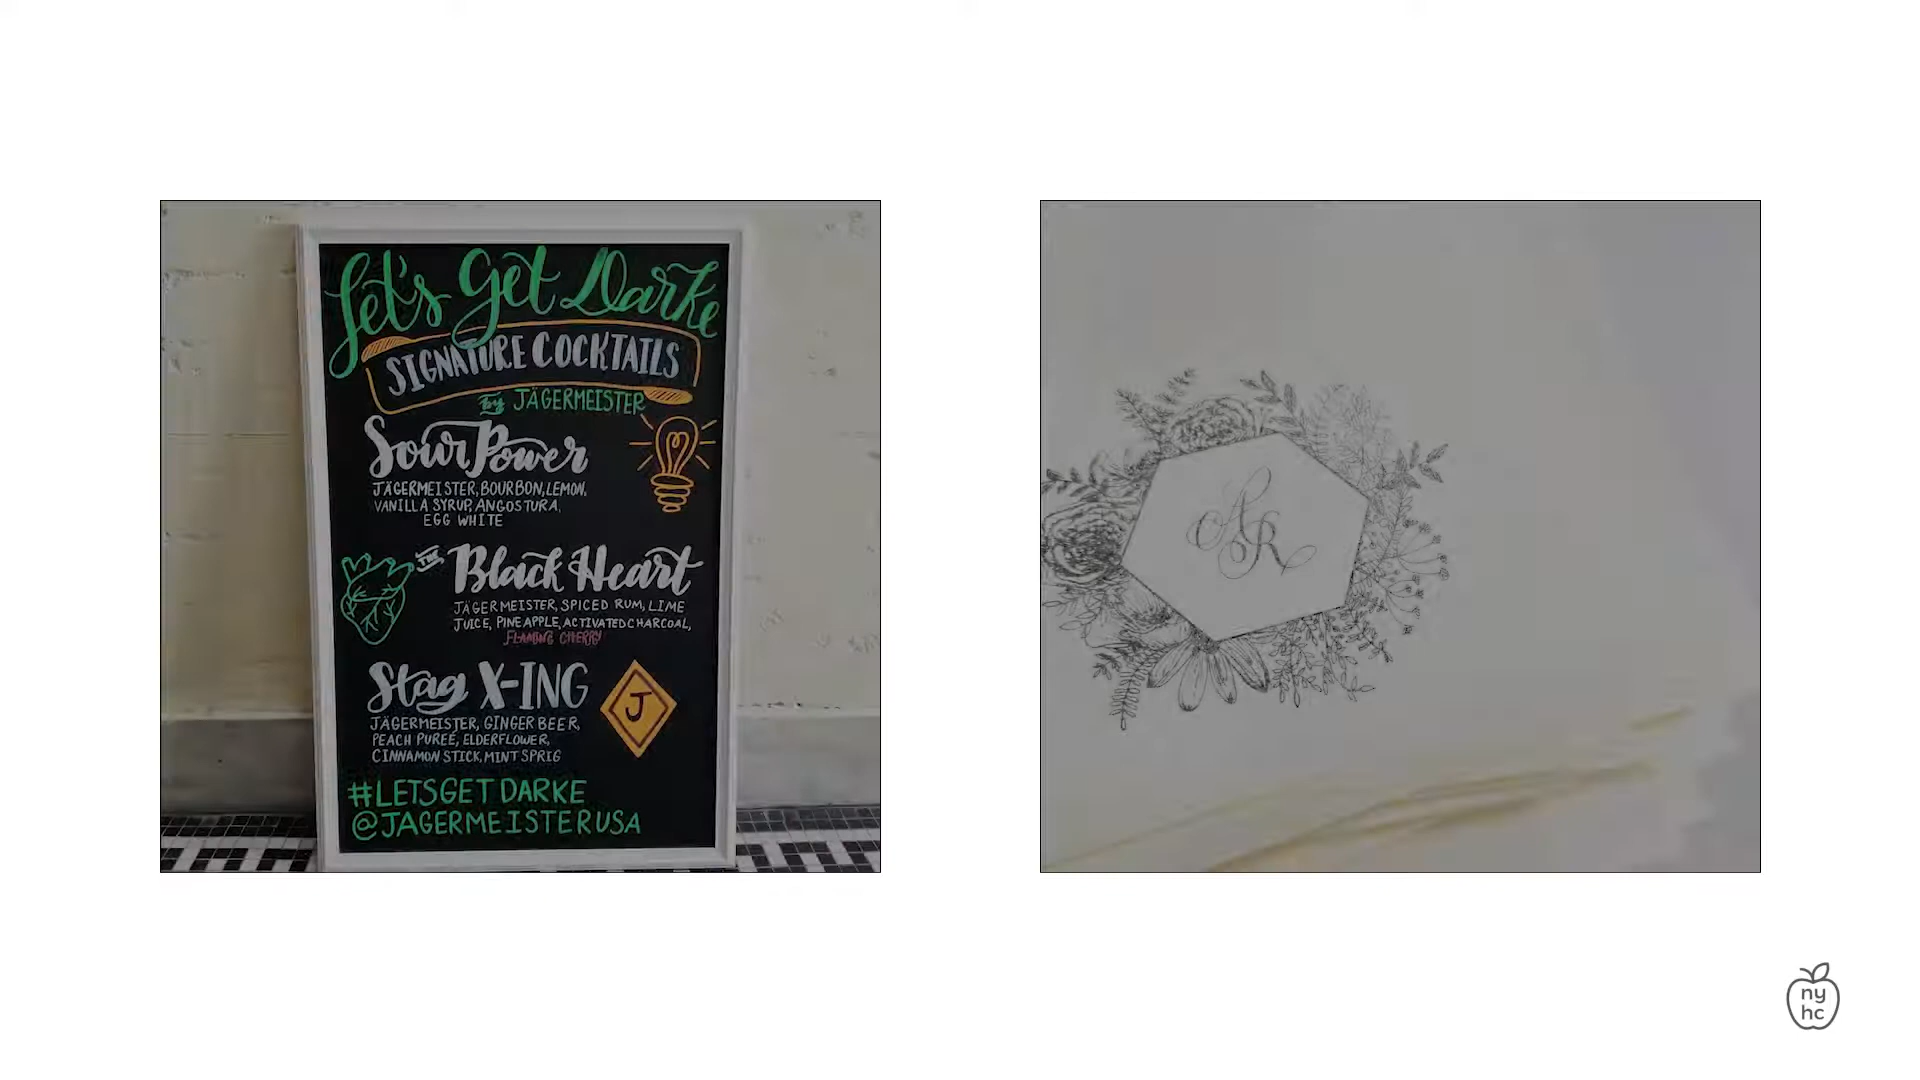 Let's Get Darke
SIGNATURE COCKTAILS
by JÄGERMEISTER
Sour Power
JÄGERMEISTER, BOURBON, LEMON,
VANILLA SYRUP, ANGOSTURA,
EGG WHITE
THE Black Heart
JÄGERMEISTER, SPICED RUM, LIME
JUICE, PINEAPPLE, ACTIVATED CHARCOAL,
FLAMING CHERRY
Stag X-ING
J
JÄGERMEISTER, GINGER BEER,
PEACH PUREÉ, ELDERFLOWER,
CINNAMON STICK, MINT SPRIG
#LETSGETDARKE
@JAGERMEISTERUSA
AR
ny
hc